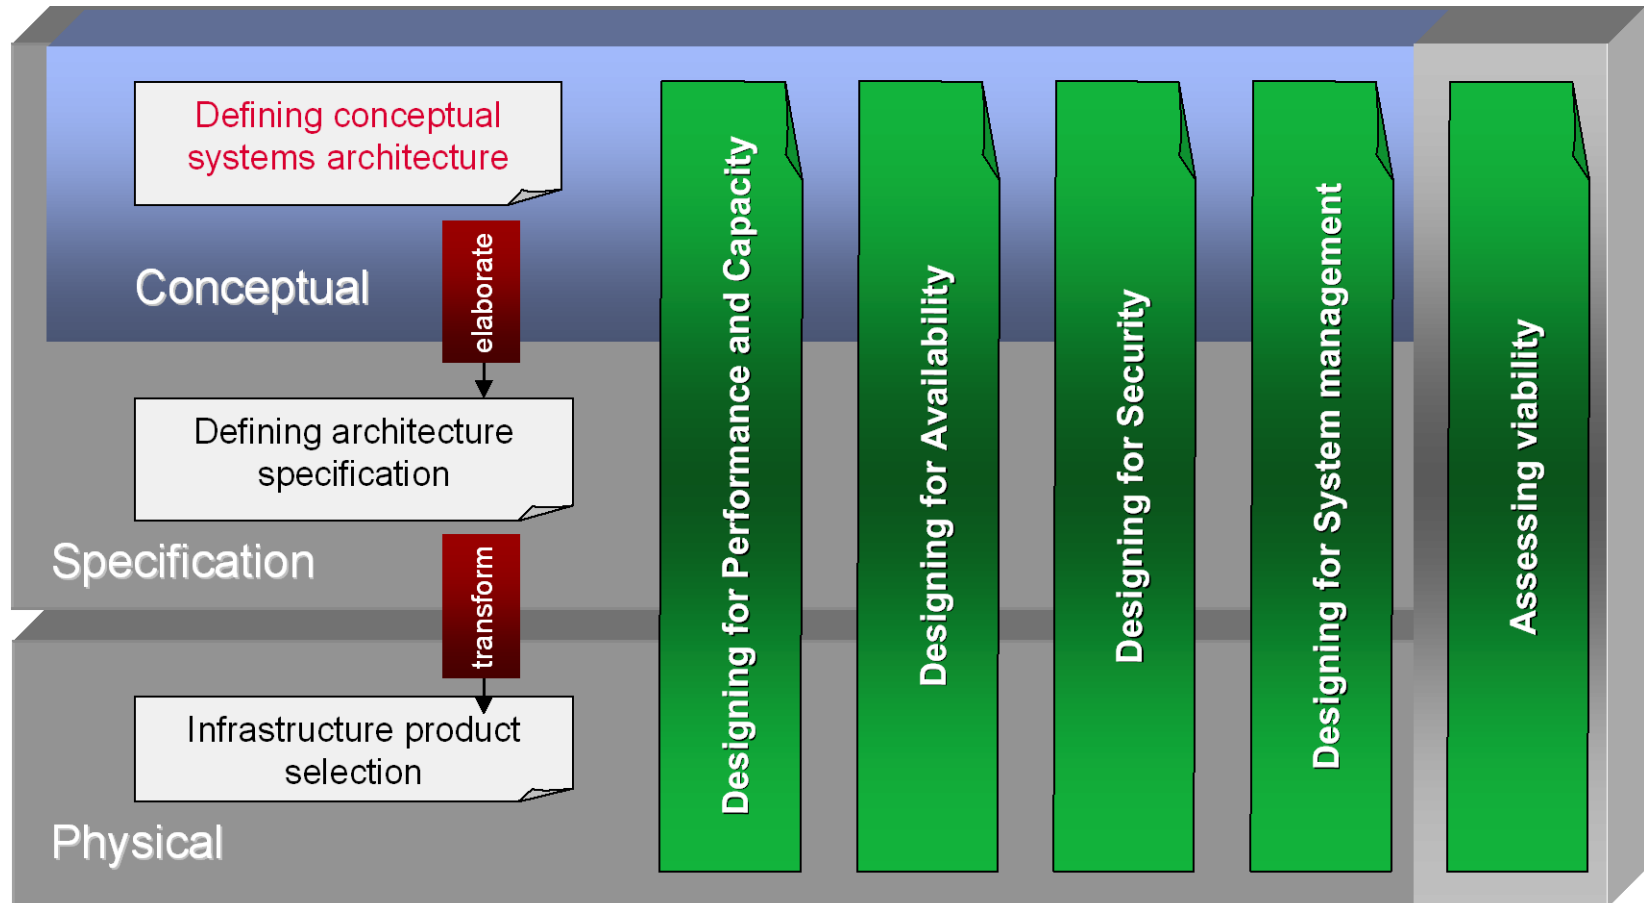 Defining conceptual
systems architecture
Conceptual
elaborate
Defining architecture
specification
Specification
transform
Infrastructure product
selection
Physical
Designing for Performance and Capacity
Designing for Availability
Designing for Security
Designing for System management
Assessing viability